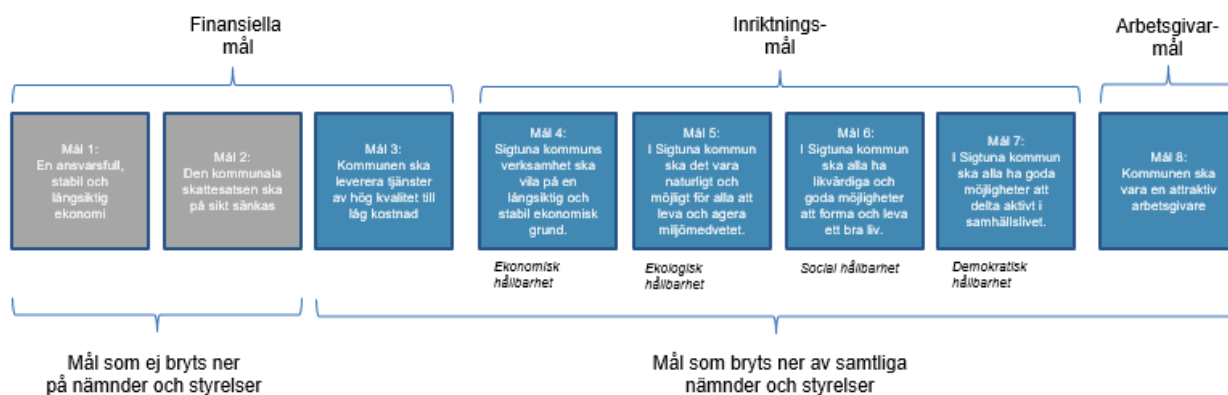 Finansiella
mål
Inriktnings-
mål
Arbetsgivar-
mål
Mål 1:
En ansvarsfull,
stabil och
långsiktig
ekonomi
Mål 2:
Den kommunala
skattesatsen ska
på sikt sänkas
Mål 3:
Kommunen ska
leverera tjänster
av hög kvalitet till
låg kostnad
Mål 4:
Sigtuna kommuns
verksamhet ska
vila på en
långsiktig och
stabil ekonomisk
grund.
Mål 5:
I Sigtuna kommun
ska det vara
naturligt och
möjligt för alla att
leva och agera
miljömedvetet.
Mål 6:
I Sigtuna kommun
ska alla ha
likvärdiga och
goda möjligheter
att forma och leva
ett bra liv.
Mål 7:
I Sigtuna kommun
ska alla ha goda
möjligheter att
delta aktivt i
samhällslivet.
Mål 8:
Kommunen ska
vara en attraktiv
arbetsgivare
Ekonomisk
hållbarhet
Ekologisk
hållbarhet
Social hållbarhet
Demokratisk
hållbarhet
Mål som ej bryts ner
på nämnder och styrelser
Mål som bryts ner av samtliga
nämnder och styrelser